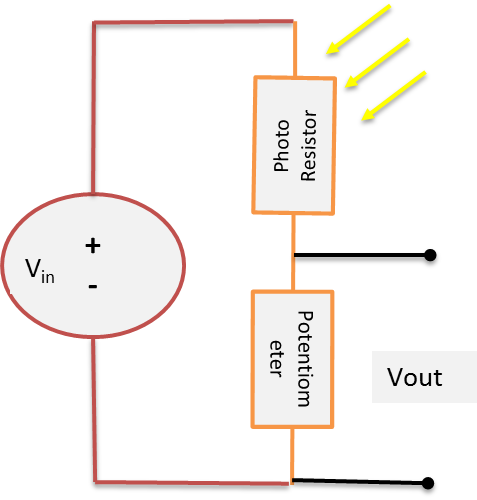 Photo
Resistor
+
Vin
-
Potentiom
eter
Vout